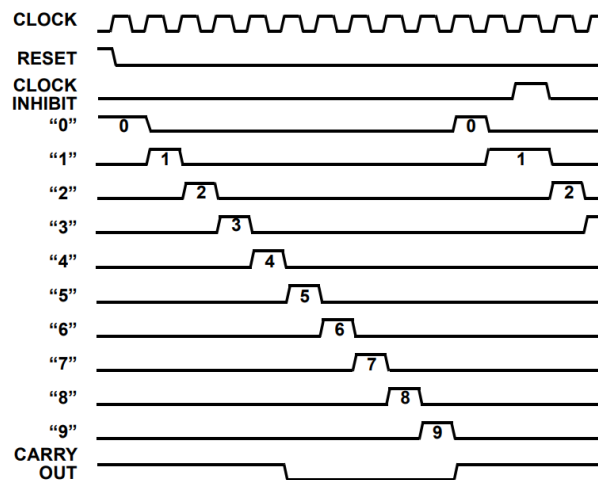 CLOCK
RESET
CLOCK
INHIBIT
“0” 0 0
“1” 1 1
“2” 2 2
“3” 3
“4” 4
“5” 5
“6” 6
“7” 7
“8” 8
“9” 9
CARRY
OUT